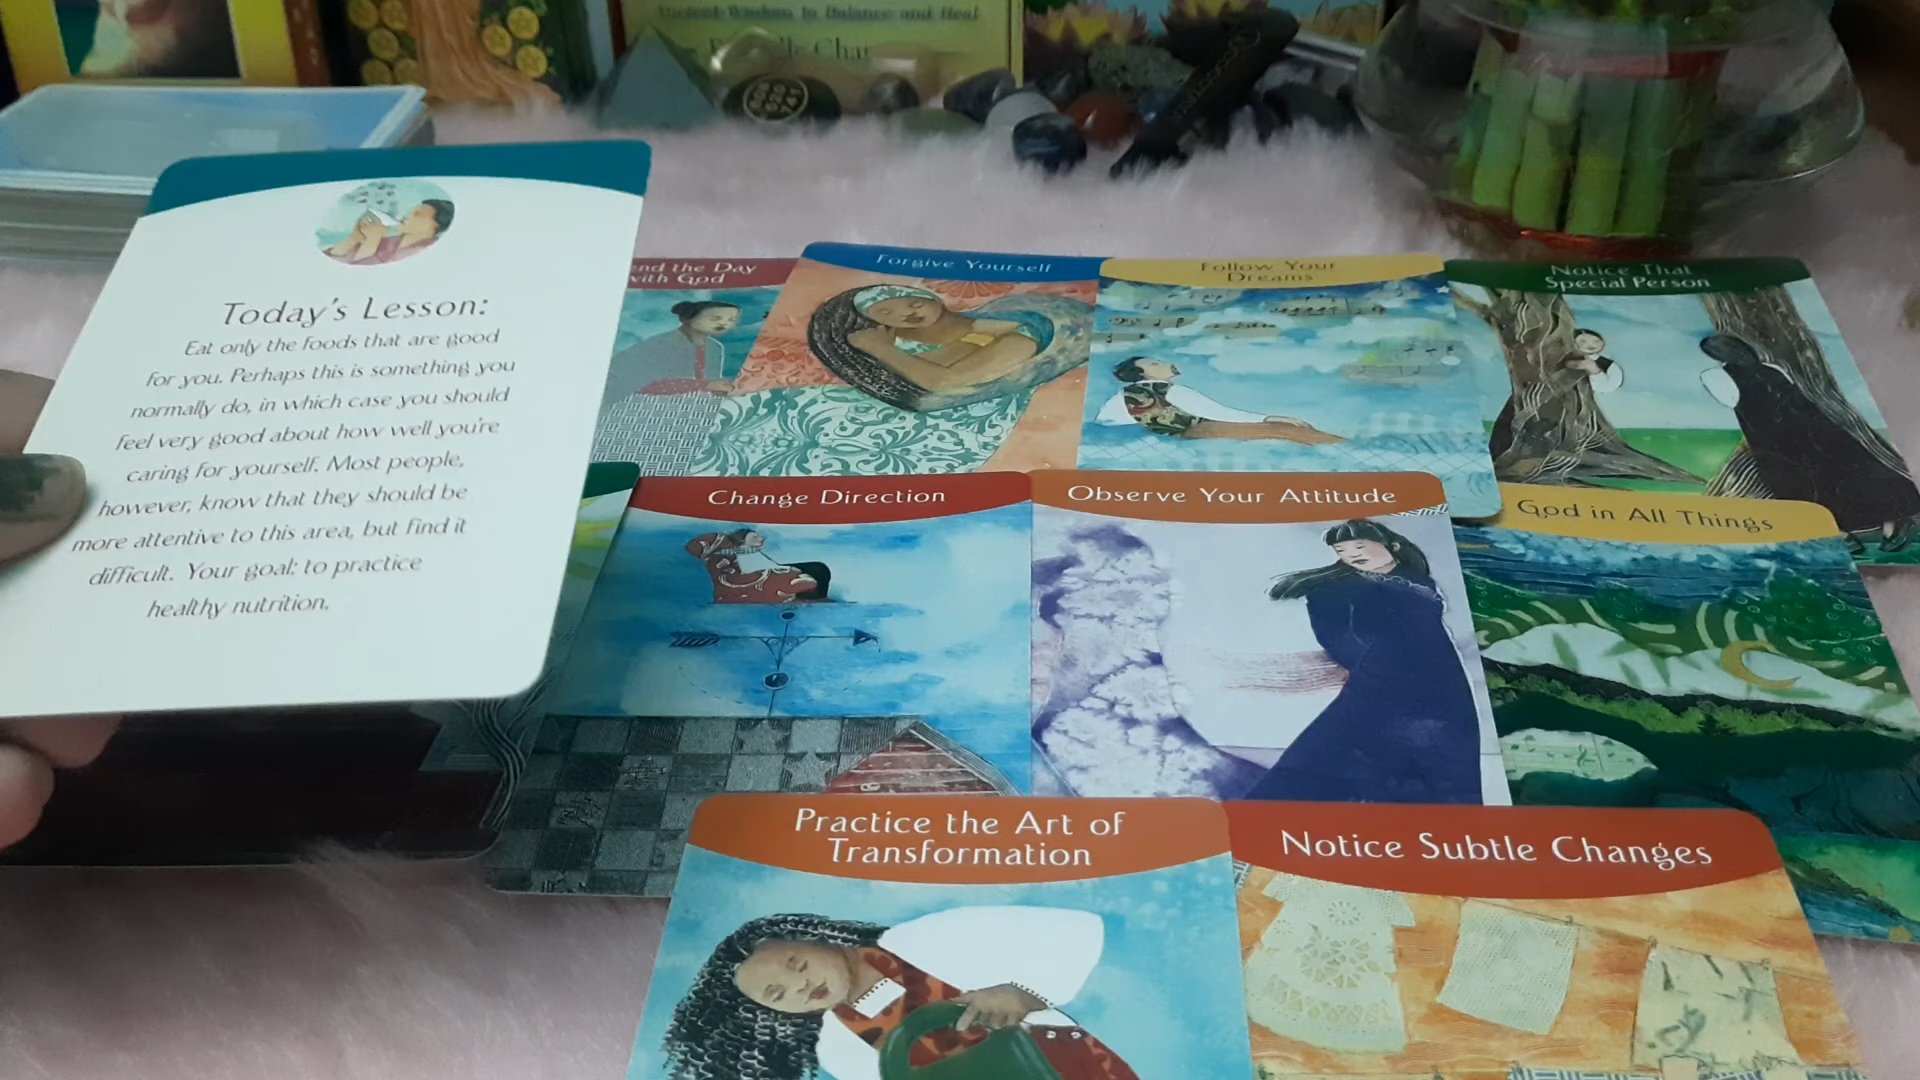 Ancient Wisdom to Balance and Heal
Today's Lesson:
Eat only the foods that are good
for you. Perhaps this is something you
normally do, in which case you should
feel very good about how well you're
caring for yourself. Most people,
however, know that they should be
more attentive to this area, but find it
difficult. Your goal: to practice
healthy nutrition.
the Day
with God
Forgive Yourself
Follow Your
Dreams
Notice That
Special Person
Change Direction
Observe Your Attitude
God in All Things
Practice the Art of
Transformation
Notice Subtle Changes